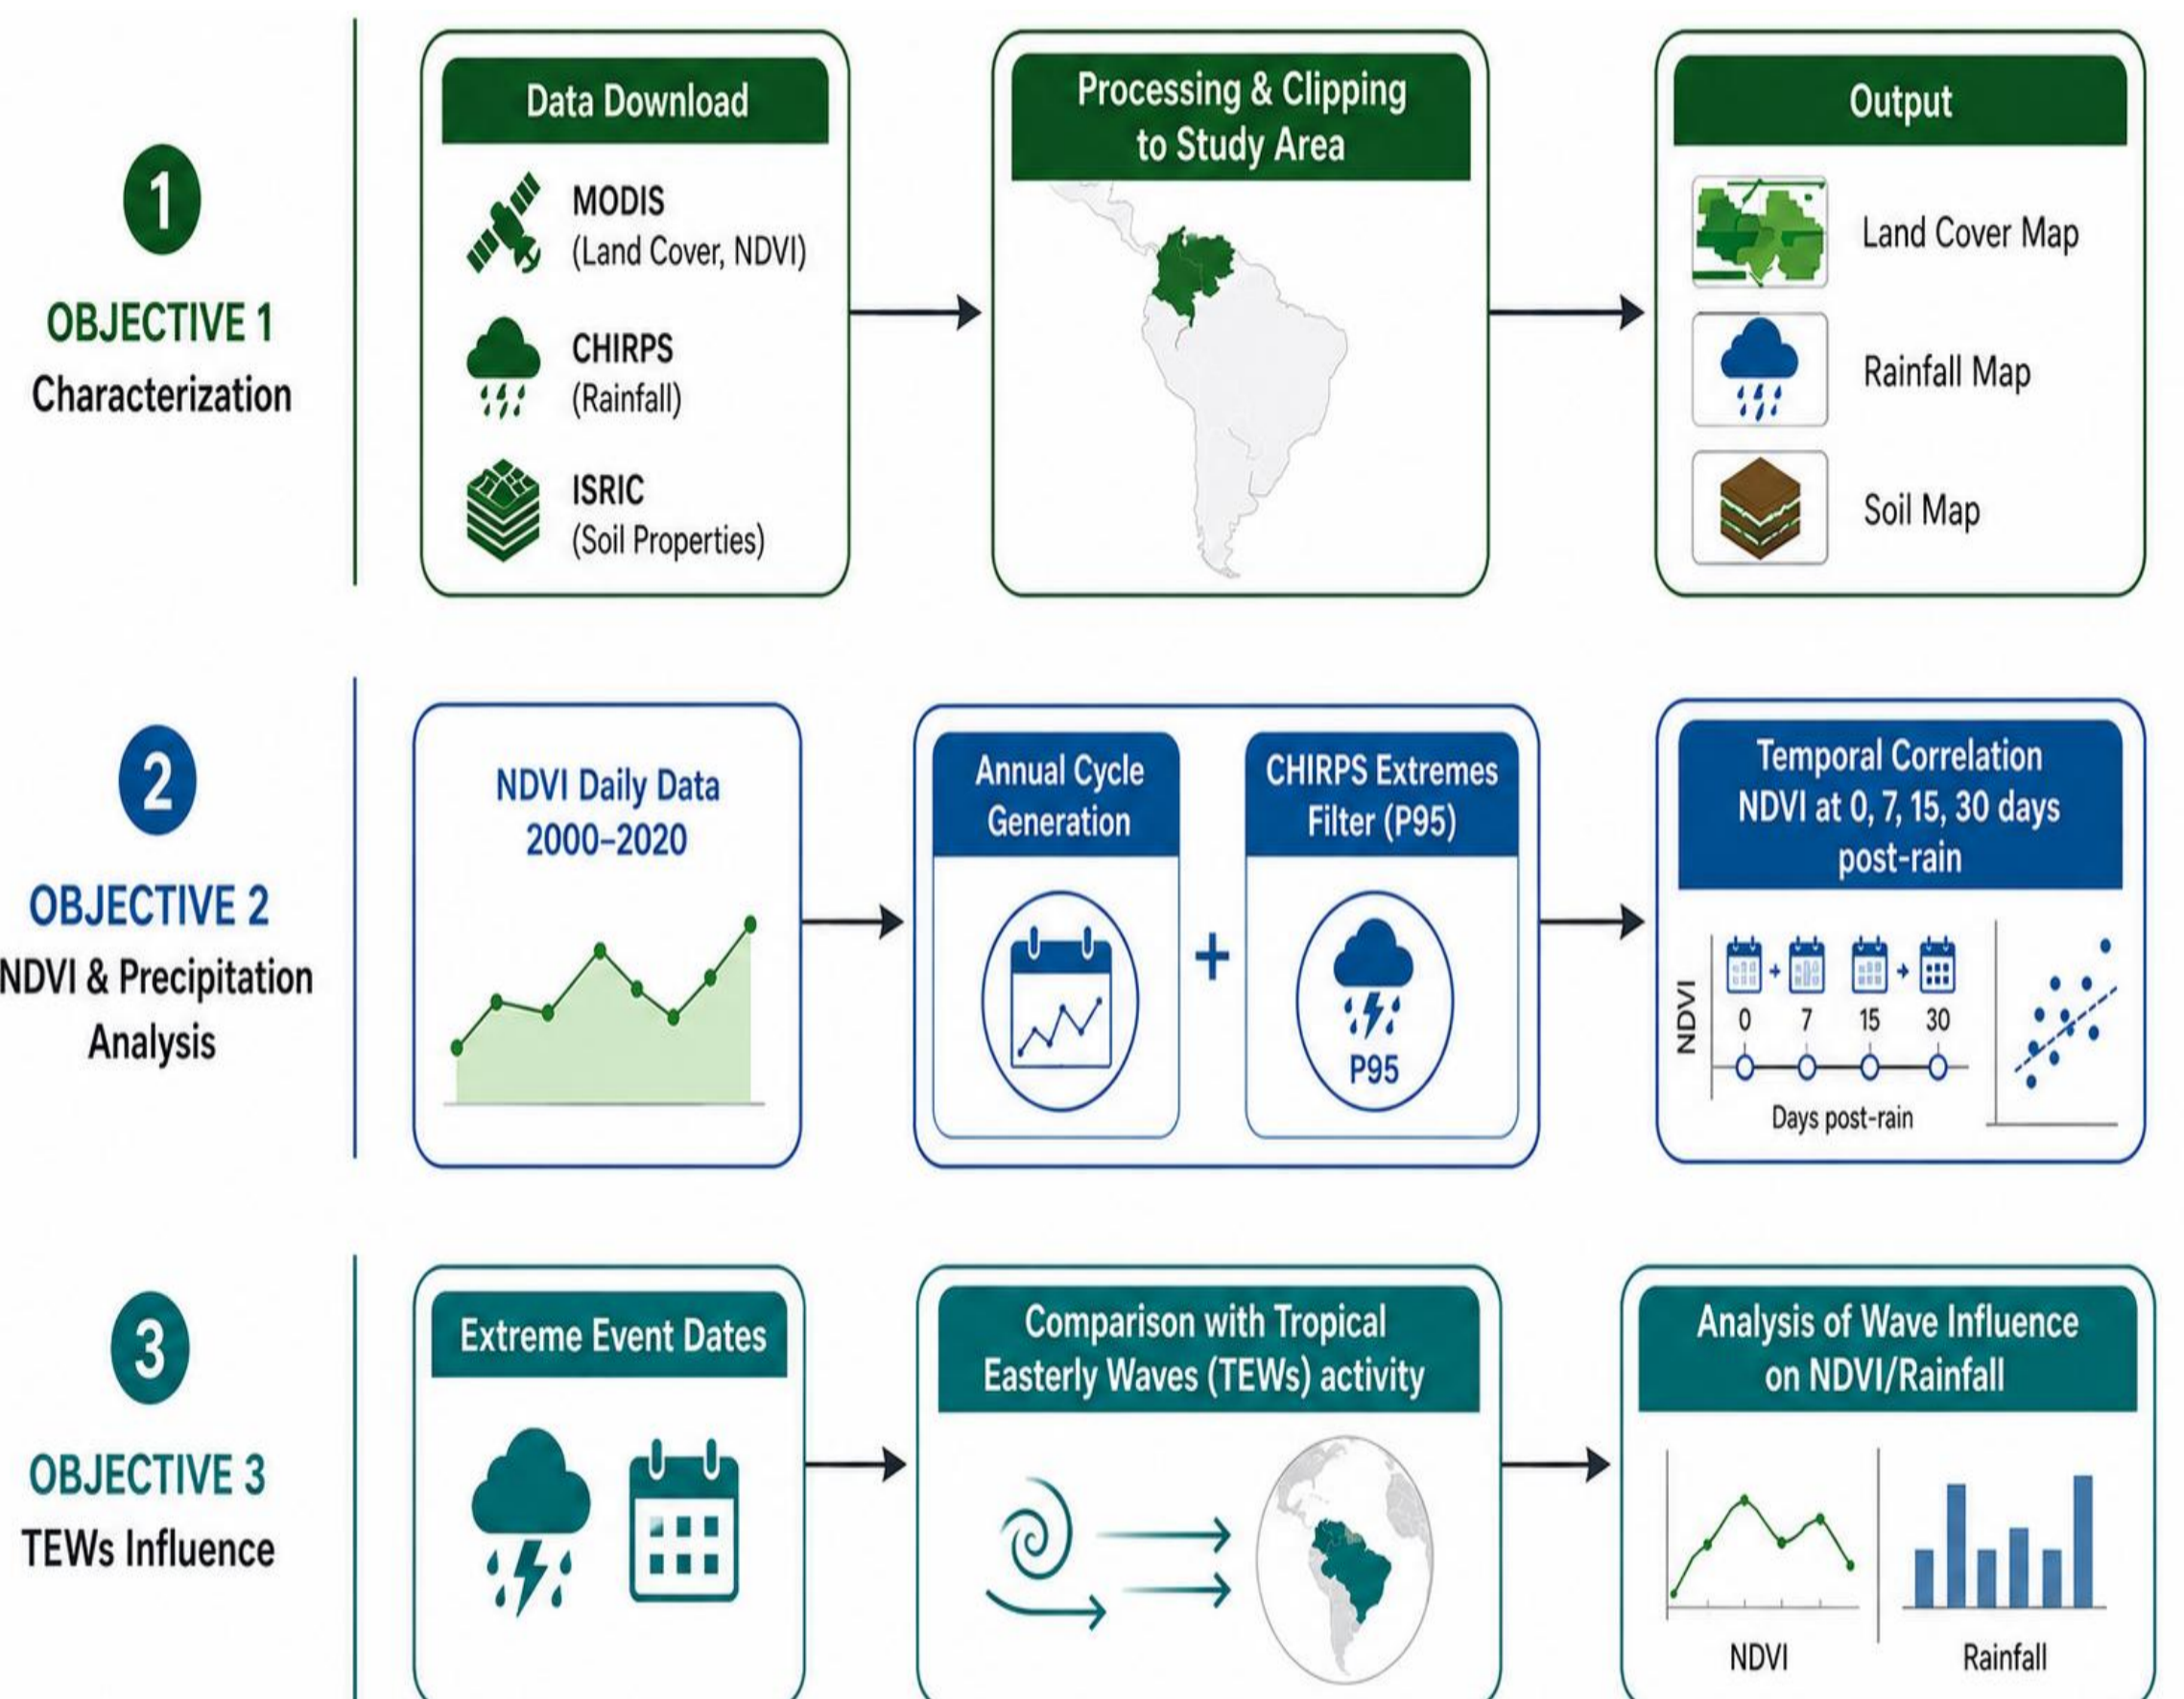 1
OBJECTIVE 1
Characterization
Data Download
MODIS
(Land Cover, NDVI)
CHIRPS
(Rainfall)
ISRIC
(Soil Properties)
Processing & Clipping
to Study Area
Output
Land Cover Map
Rainfall Map
Soil Map
2
OBJECTIVE 2
NDVI & Precipitation
Analysis
NDVI Daily Data
2000–2020
Annual Cycle
Generation
+
CHIRPS Extremes
Filter (P95)
P95
Temporal Correlation
NDVI at 0, 7, 15, 30 days
post-rain
NDVI
0 7 15 30
Days post-rain
3
OBJECTIVE 3
TEWs Influence
Extreme Event Dates
Comparison with Tropical
Easterly Waves (TEWs) activity
Analysis of Wave Influence
on NDVI/Rainfall
NDVI
Rainfall